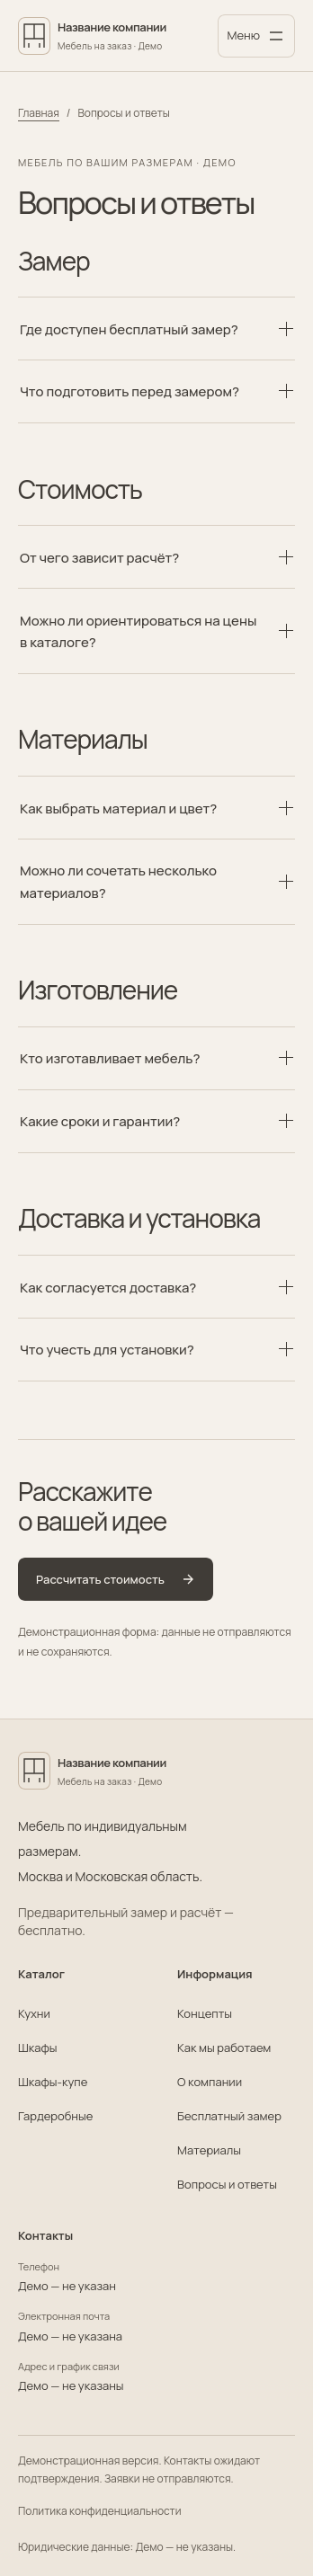 Название компании
Мебель на заказ · Демо
Меню
Главная / Вопросы и ответы
МЕБЕЛЬ ПО ВАШИМ РАЗМЕРАМ · ДЕМО
Вопросы и ответы
Замер
Где доступен бесплатный замер?
Что подготовить перед замером?
Стоимость
От чего зависит расчёт?
Можно ли ориентироваться на цены
в каталоге?
Материалы
Как выбрать материал и цвет?
Можно ли сочетать несколько
материалов?
Изготовление
Кто изготавливает мебель?
Какие сроки и гарантии?
Доставка и установка
Как согласуется доставка?
Что учесть для установки?
Расскажите
о вашей идее
Рассчитать стоимость →
Демонстрационная форма: данные не отправляются
и не сохраняются.
Название компании
Мебель на заказ · Демо
Мебель по индивидуальным
размерам.
Москва и Московская область.
Предварительный замер и расчёт —
бесплатно.
Каталог
Кухни
Шкафы
Шкафы-купе
Гардеробные
Информация
Концепты
Как мы работаем
О компании
Бесплатный замер
Материалы
Вопросы и ответы
Контакты
Телефон
Демо — не указан
Электронная почта
Демо — не указана
Адрес и график связи
Демо — не указаны
Демонстрационная версия. Контакты ожидают
подтверждения. Заявки не отправляются.
Политика конфиденциальности
Юридические данные: Демо — не указаны.